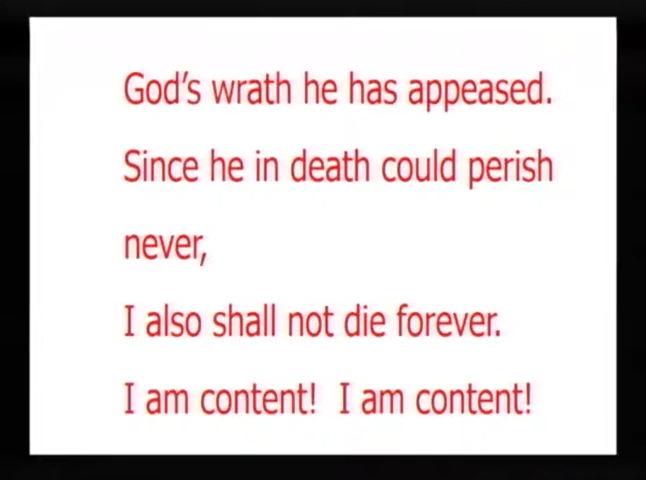 God's wrath he has appeased.
Since he in death could perish
never,
I also shall not die forever.
I am content!  I am content!